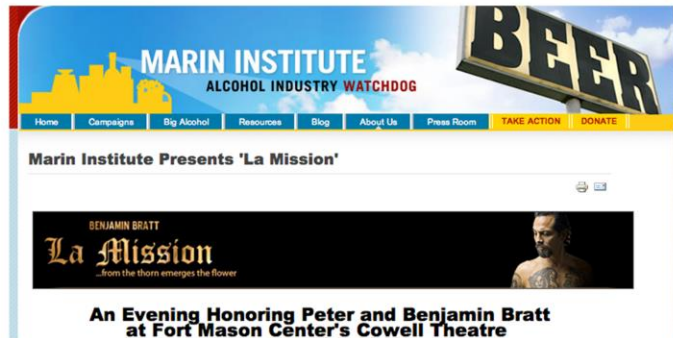 BEER
MARIN INSTITUTE
ALCOHOL INDUSTRY WATCHDOG
Home Campaigns Big Alcohol Resources Blog About Us Press Room TAKE ACTION DONATE
Marin Institute Presents 'La Mission'
BENJAMIN BRATT
La Mission
...from the thorn emerges the flower
An Evening Honoring Peter and Benjamin Bratt
at Fort Mason Center's Cowell Theatre